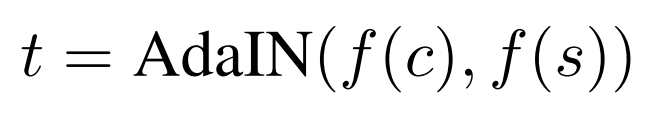 t = AdaIN(f(c), f(s))